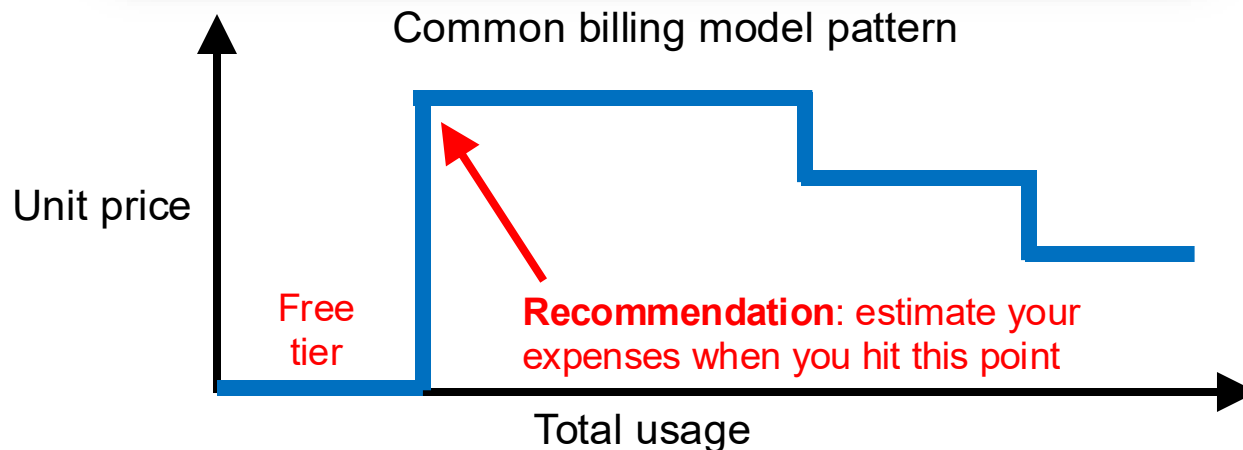 Common billing model pattern
Unit price
Free
tier
Recommendation: estimate your
expenses when you hit this point
Total usage